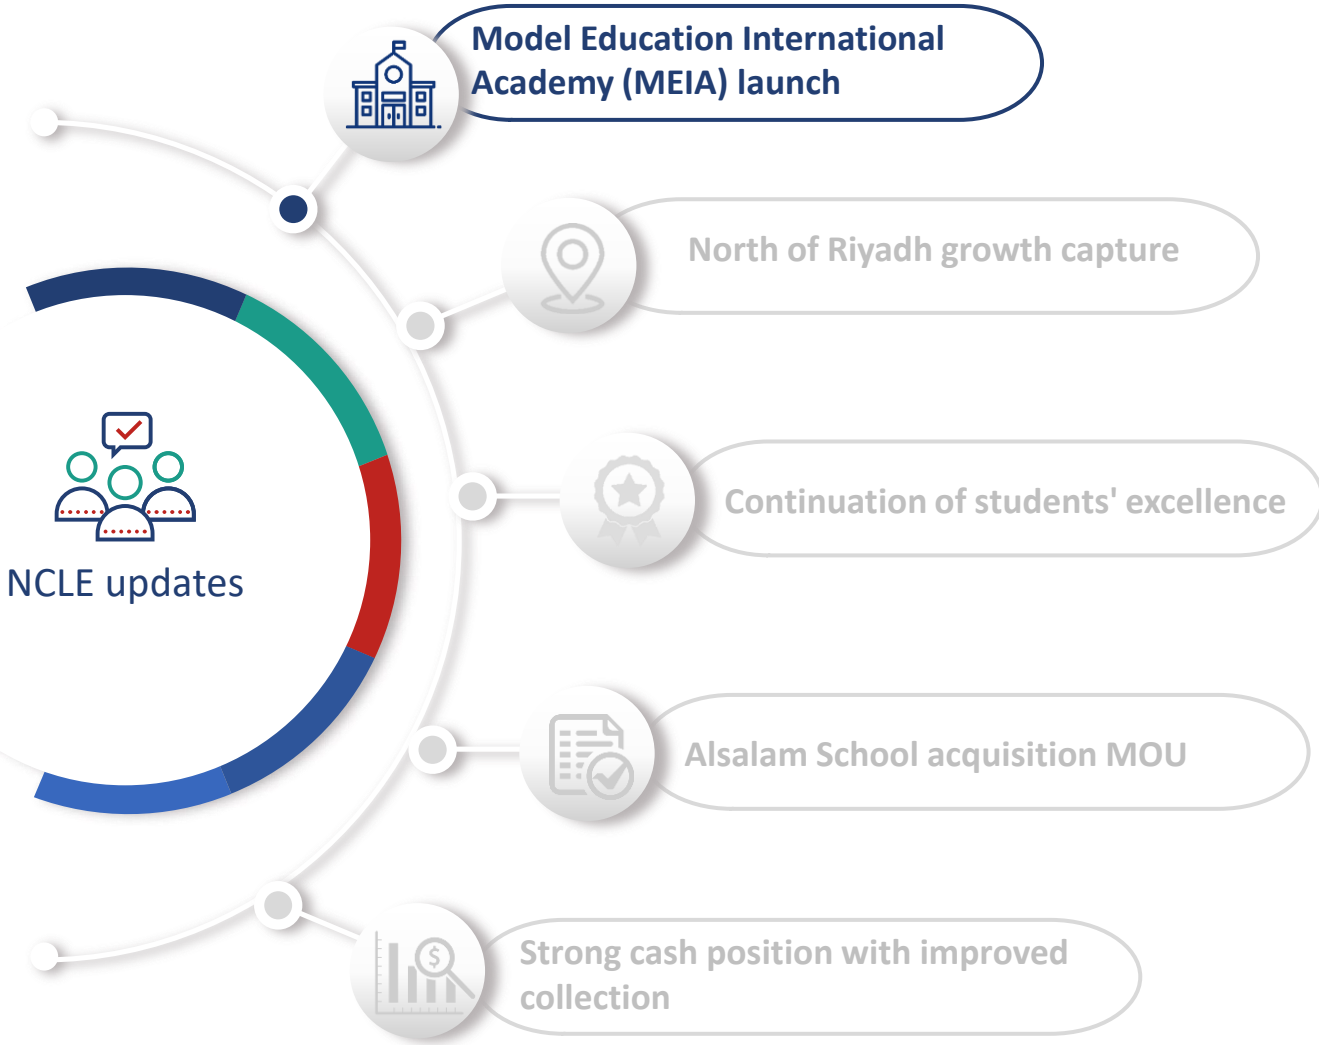 Model Education International
Academy (MEIA) launch
North of Riyadh growth capture
Continuation of students' excellence
NCLE updates
Alsalam School acquisition MOU
$
Strong cash position with improved
collection